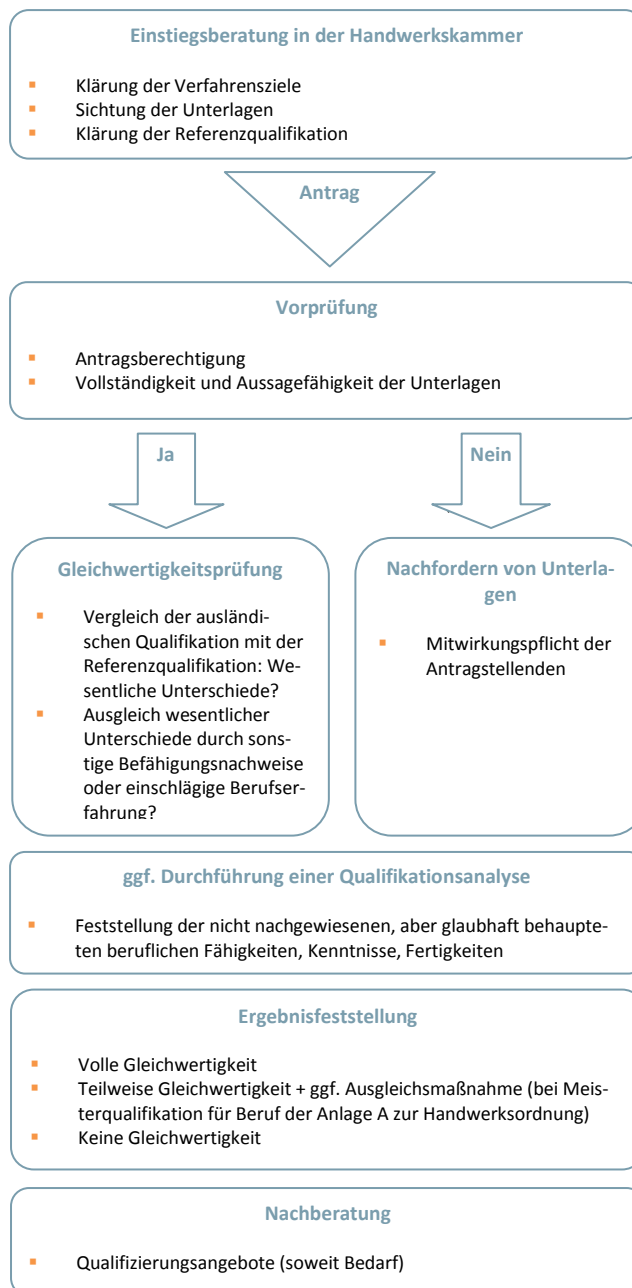 Einstiegsberatung in der Handwerkskammer
▪ Klärung der Verfahrensziele
▪ Sichtung der Unterlagen
▪ Klärung der Referenzqualifikation
Antrag
Vorprüfung
▪ Antragsberechtigung
▪ Vollständigkeit und Aussagefähigkeit der Unterlagen
Ja
Nein
Gleichwertigkeitsprüfung
▪ Vergleich der ausländi-
schen Qualifikation mit der
Referenzqualifikation: We-
sentliche Unterschiede?
▪ Ausgleich wesentlicher
Unterschiede durch sons-
tige Befähigungsnachweise
oder einschlägige Berufser-
fahrung?
Nachfordern von Unterla-
gen
▪ Mitwirkungspflicht der
Antragstellenden
ggf. Durchführung einer Qualifikationsanalyse
▪ Feststellung der nicht nachgewiesenen, aber glaubhaft behaupte-
ten beruflichen Fähigkeiten, Kenntnisse, Fertigkeiten
Ergebnisfeststellung
▪ Volle Gleichwertigkeit
▪ Teilweise Gleichwertigkeit + ggf. Ausgleichsmaßnahme (bei Meis-
terqualifikation für Beruf der Anlage A zur Handwerksordnung)
▪ Keine Gleichwertigkeit
Nachberatung
▪ Qualifizierungsangebote (soweit Bedarf)